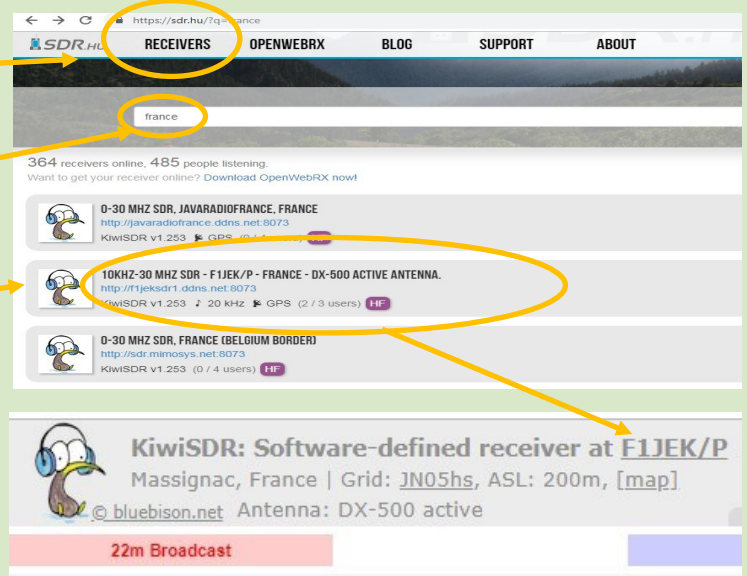 https://sdr.hu/?q=france
SDR.HU RECEIVERS OPENWEBRX BLOG SUPPORT ABOUT
france
364 receivers online, 485 people listening.
Want to get your receiver online? Download OpenWebRX now!
0-30 MHZ SDR, JAVARADIOFRANCE, FRANCE
http://javaradiofrance.ddns.net:8073
KiwiSDR v1.253 GPS
10KHZ-30 MHZ SDR - F1JEK/P - FRANCE - DX-500 ACTIVE ANTENNA.
http://f1jeksdr1.ddns.net:8073
KiwiSDR v1.253 ♪ 20 kHz GPS (2 / 3 users) HF
0-30 MHZ SDR, FRANCE (BELGIUM BORDER)
http://sdr.mimosys.net:8073
KiwiSDR v1.253 (0 / 4 users) HF
KiwiSDR: Software-defined receiver at F1JEK/P
Massignac, France | Grid: JN05hs, ASL: 200m, [map]
© bluebison.net Antenna: DX-500 active
22m Broadcast